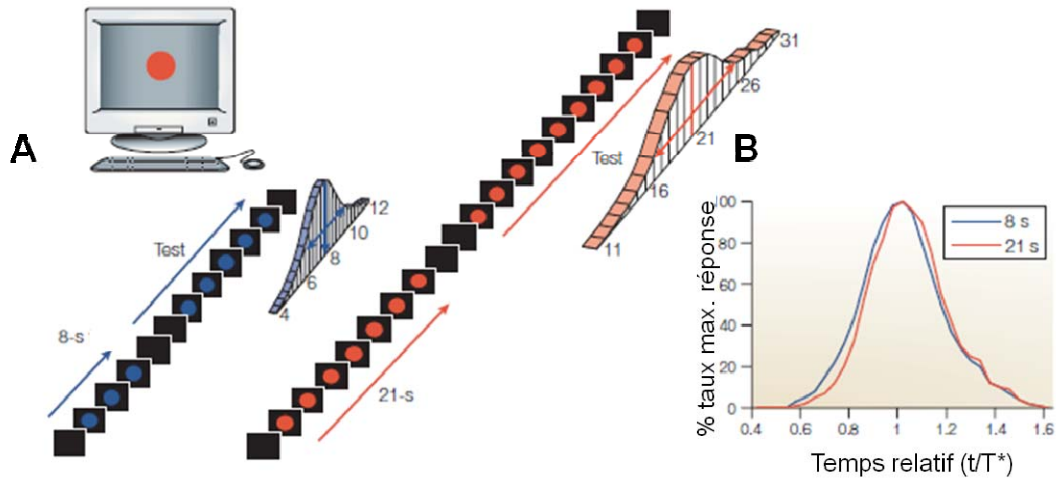 A
8-s
Test
4
6
8
10
12
21-s
Test
11
16
21
26
31
B
% taux max. réponse
100
80
60
40
20
0
0.4
0.6
0.8
1
1.2
1.4
1.6
8 s
21 s
Temps relatif (t/T*)